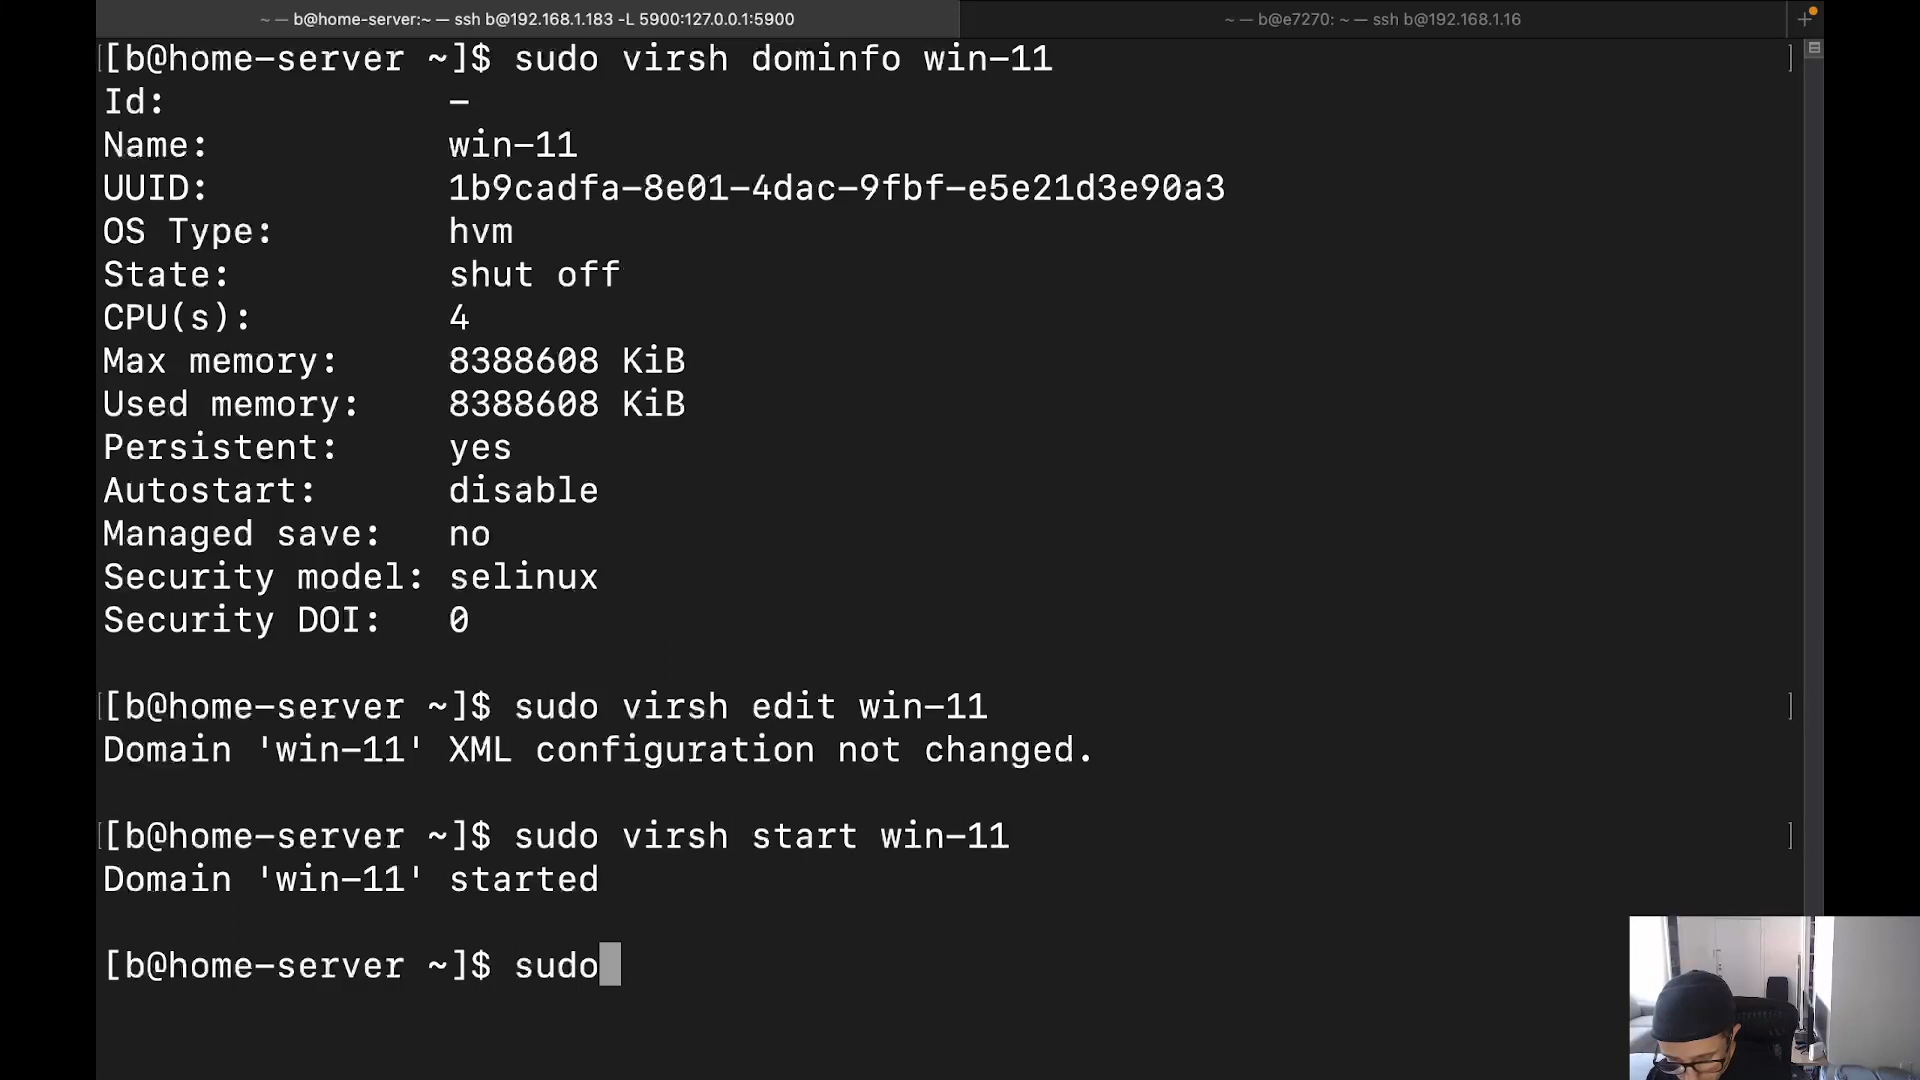 ~ — b@home-server:~ — ssh b@192.168.1.183 -L 5900:127.0.0.1:5900
~ — b@e7270: ~ — ssh b@192.168.1.16
[b@home-server ~]$ sudo virsh dominfo win-11
Id: -
Name: win-11
UUID: 1b9cadfa-8e01-4dac-9fbf-e5e21d3e90a3
OS Type: hvm
State: shut off
CPU(s): 4
Max memory: 8388608 KiB
Used memory: 8388608 KiB
Persistent: yes
Autostart: disable
Managed save: no
Security model: selinux
Security DOI: 0
[b@home-server ~]$ sudo virsh edit win-11
Domain 'win-11' XML configuration not changed.
[b@home-server ~]$ sudo virsh start win-11
Domain 'win-11' started
[b@home-server ~]$ sudo